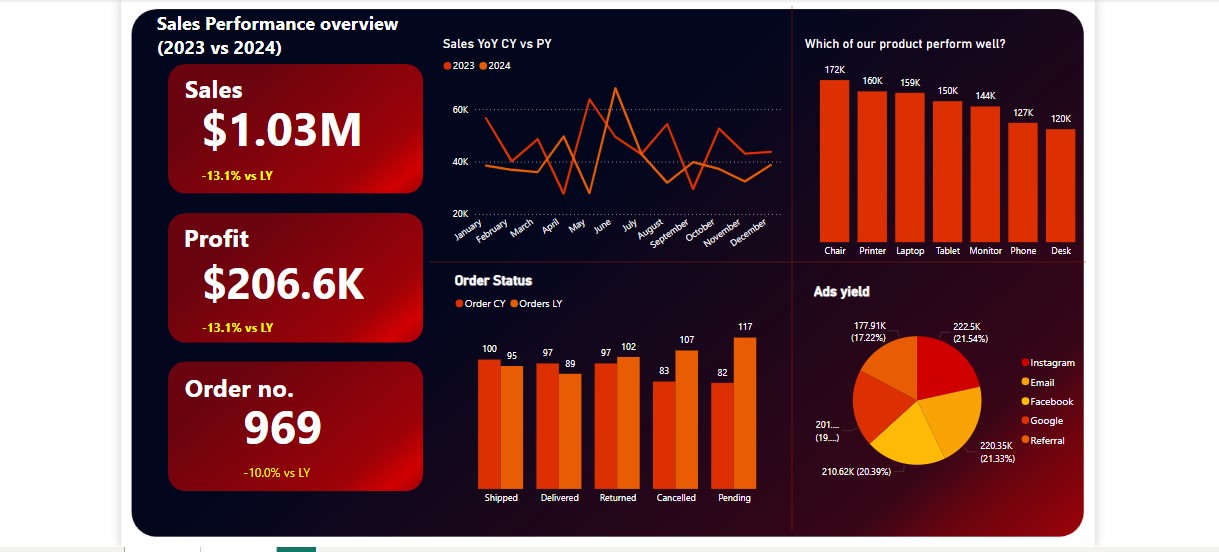 Sales Performance overview
(2023 vs 2024)
Sales
$1.03M
-13.1% vs LY
Profit
$206.6K
-13.1% vs LY
Order no.
969
-10.0% vs LY
Sales YoY CY vs PY
2023 2024
60K
40K
20K
January February March April May June July August September October November December
Which of our product perform well?
172K 160K 159K 150K 144K 127K 120K
Chair Printer Laptop Tablet Monitor Phone Desk
Order Status
Order CY Orders LY
100 95 97 89 97 102 83 107 82 117
Shipped Delivered Returned Cancelled Pending
Ads yield
177.91K
(17.22%)
222.5K
(21.54%)
201....
(19....)
220.35K
(21.33%)
210.62K (20.39%)
Instagram
Email
Facebook
Google
Referral